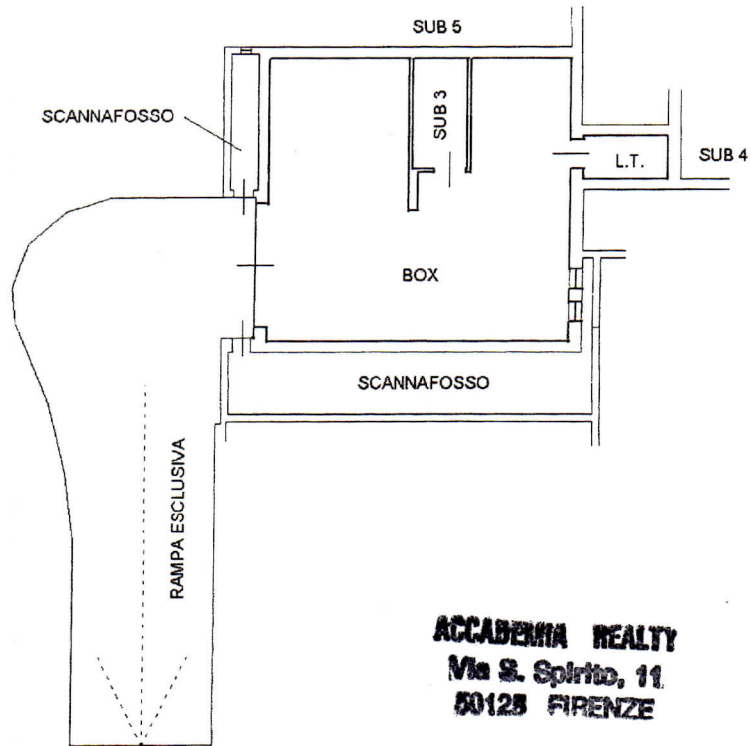 SUB 5
SCANNAFOSSO
SUB 3
L.T.
SUB 4
BOX
SCANNAFOSSO
RAMPA ESCLUSIVA
ACCADEMIA REALTY
Via S. Spirito, 11
50125 FIRENZE